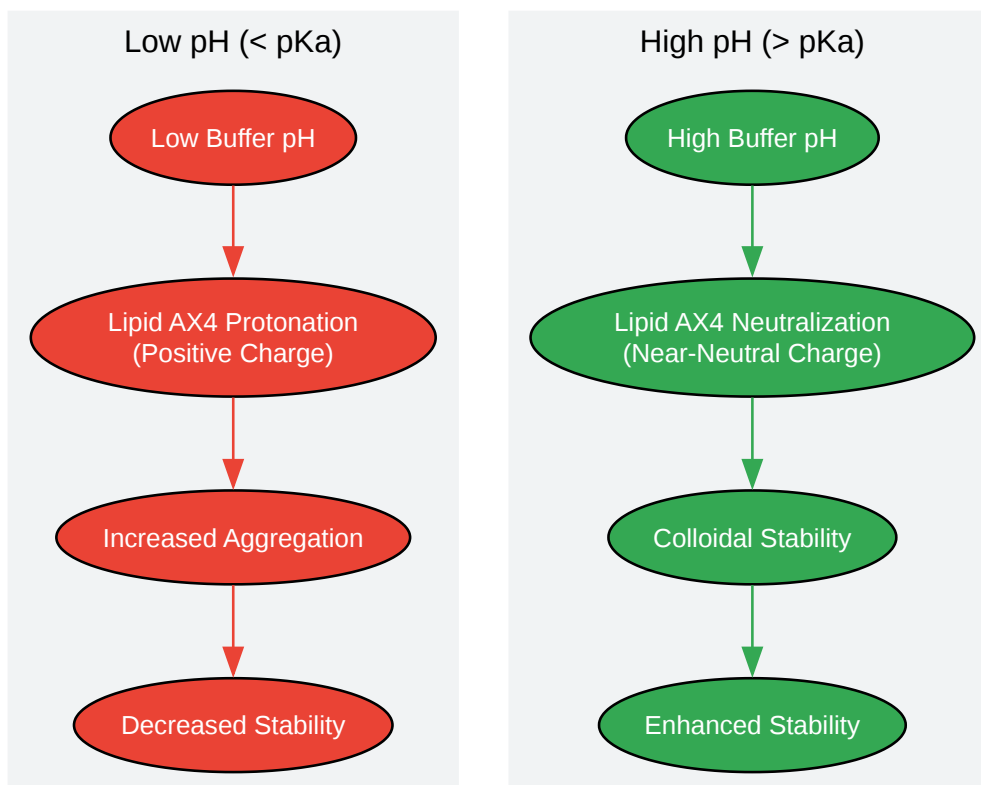 Low pH (< pKa)
Low Buffer pH
Lipid AX4 Protonation
(Positive Charge)
Increased Aggregation
Decreased Stability
High pH (> pKa)
High Buffer pH
Lipid AX4 Neutralization
(Near-Neutral Charge)
Colloidal Stability
Enhanced Stability